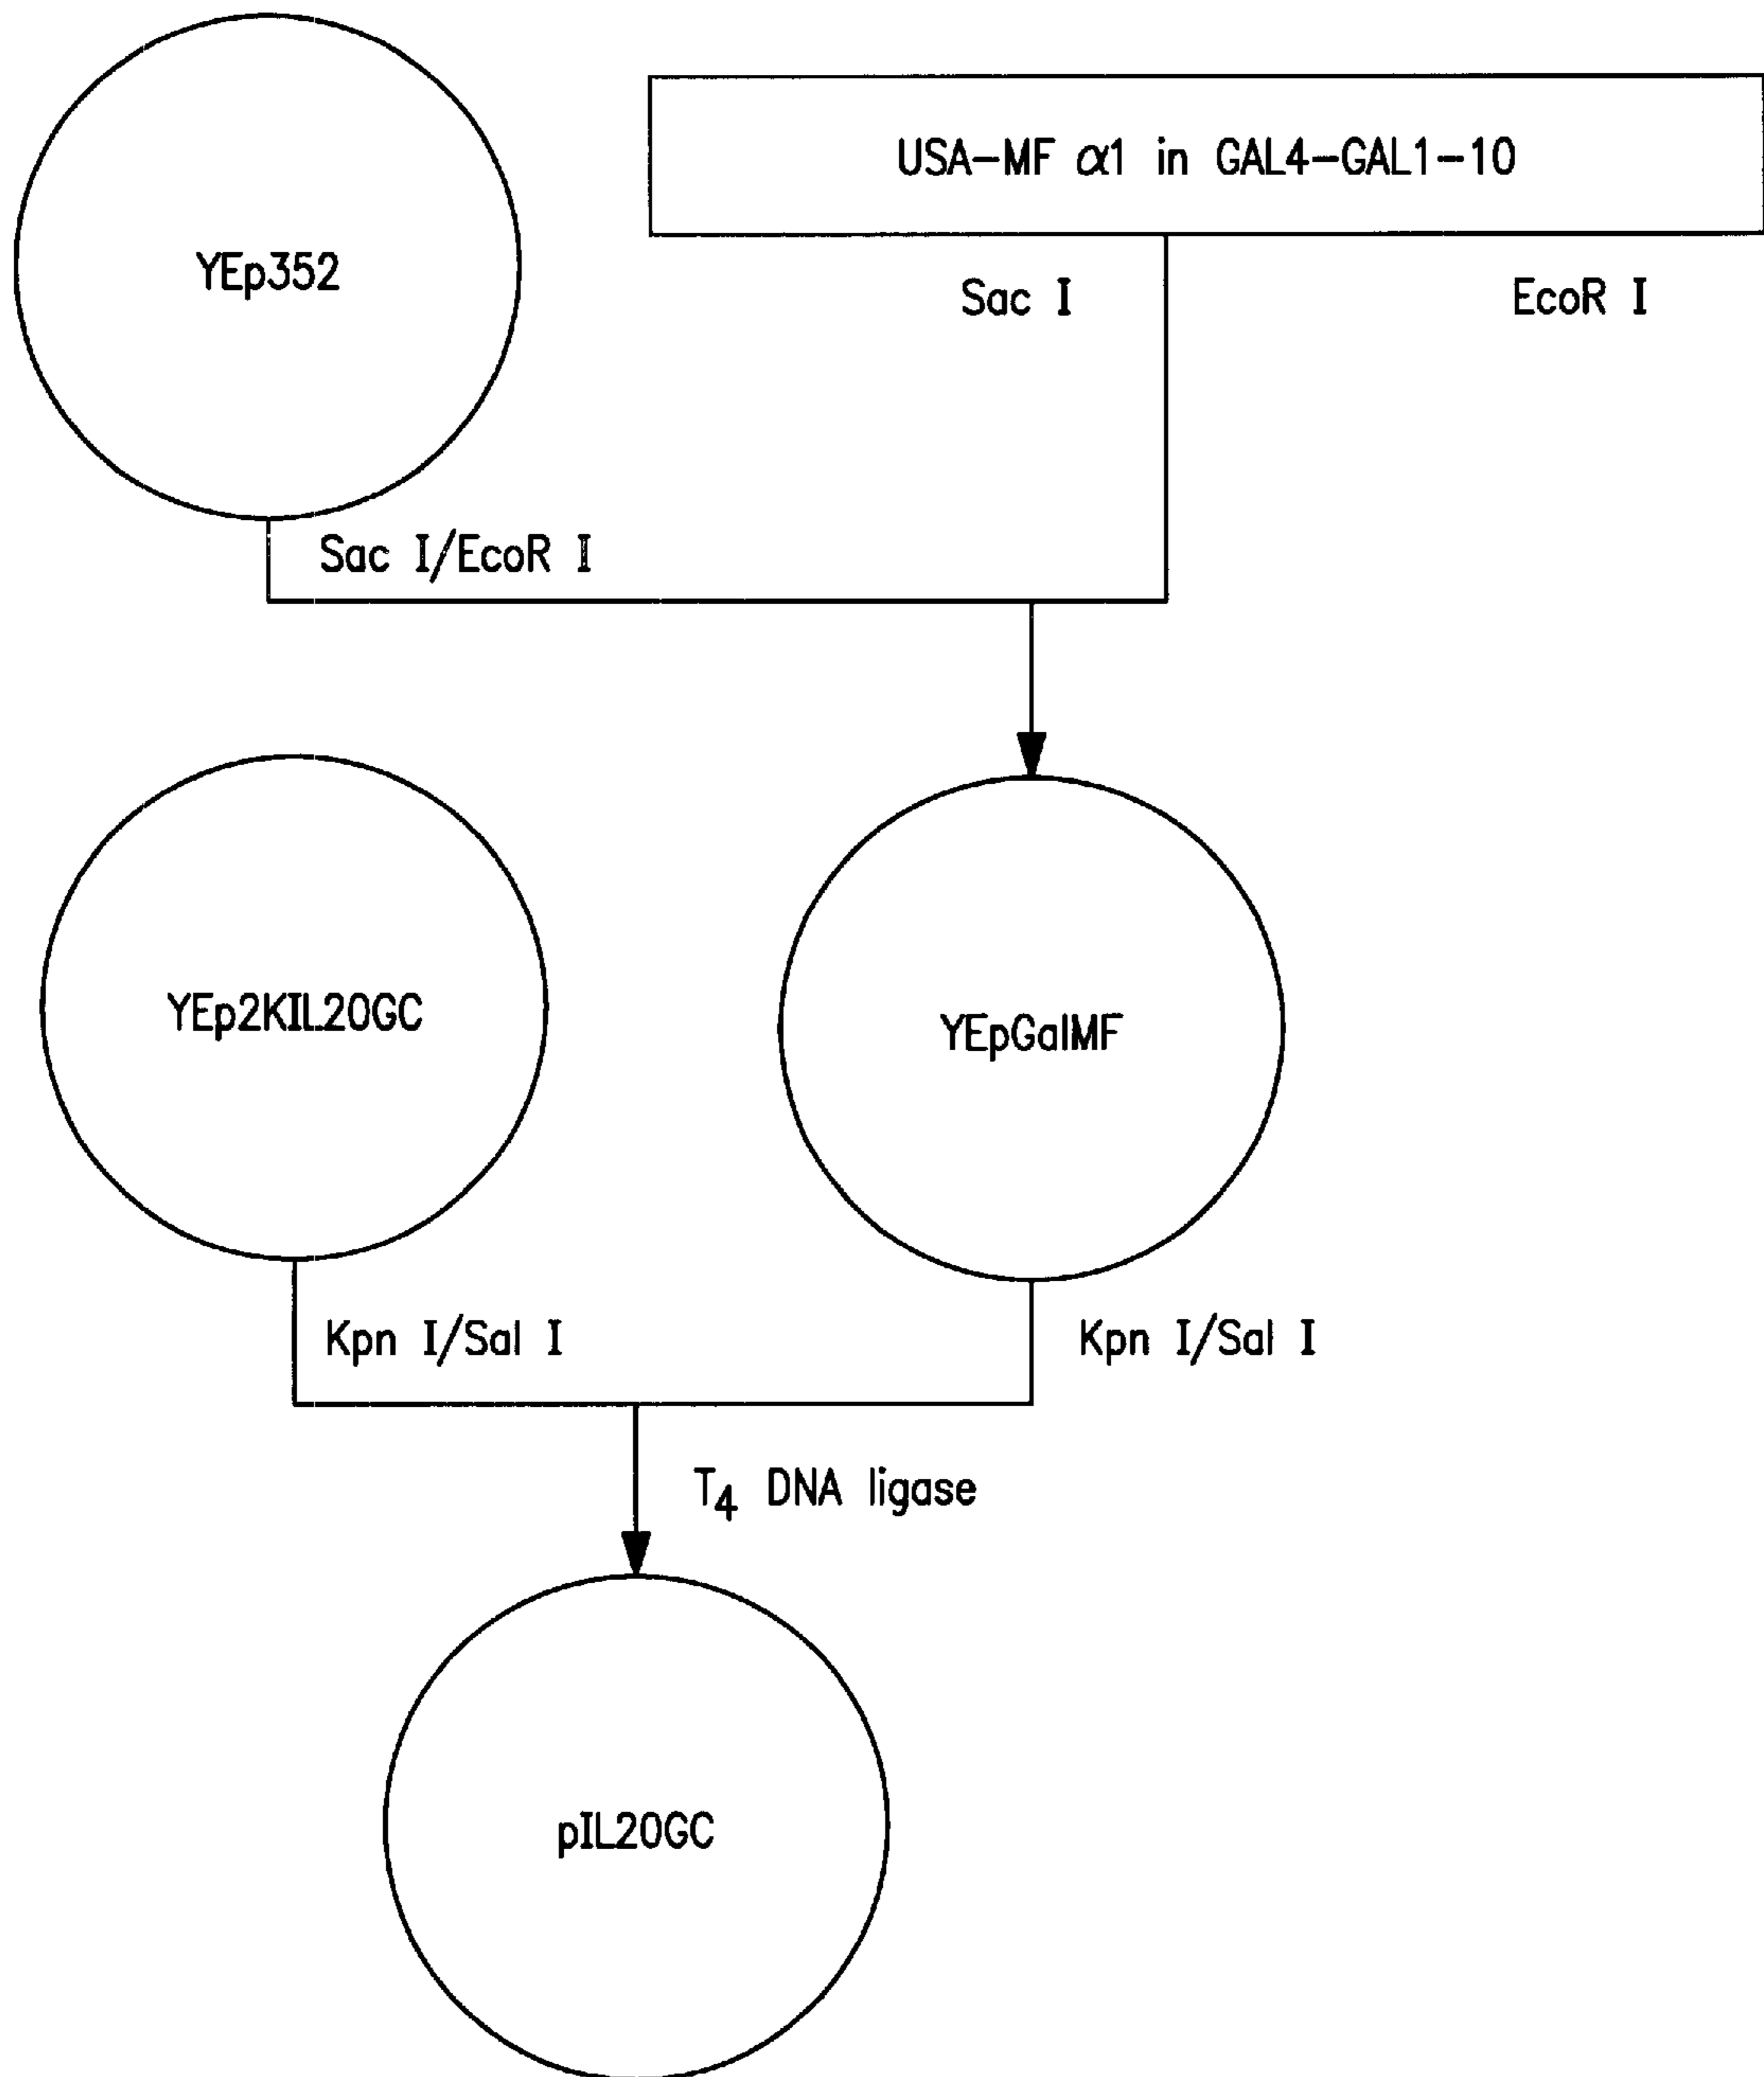 YEp352
USA-MF α1 in GAL4-GAL1-10
Sac I
EcoR I
Sac I/EcoR I
YEp2KIL20GC
YEpGalMF
Kpn I/Sal I
Kpn I/Sal I
T4 DNA ligase
pIL20GC